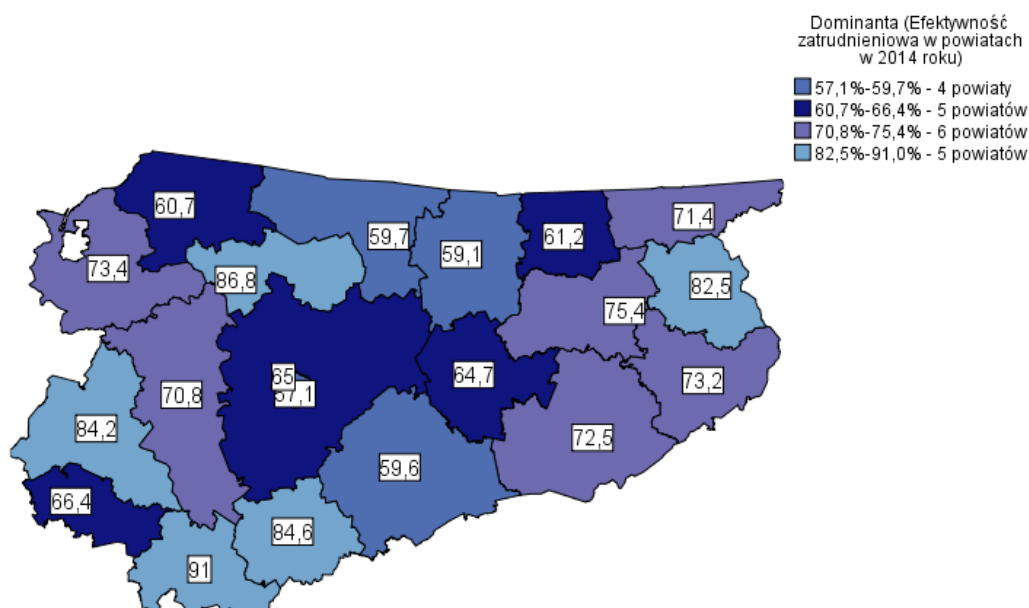 Dominanta (Efektywność
zatrudnieniowa w powiatach
w 2014 roku)
57,1%-59,7% - 4 powiaty
60,7%-66,4% - 5 powiatów
70,8%-75,4% - 6 powiatów
82,5%-91,0% - 5 powiatów
60,7
71,4
59,7
61,2
59,1
73,4
86,8
82,5
75,4
65
57,1
64,7
73,2
70,8
84,2
72,5
59,6
66,4
84,6
91